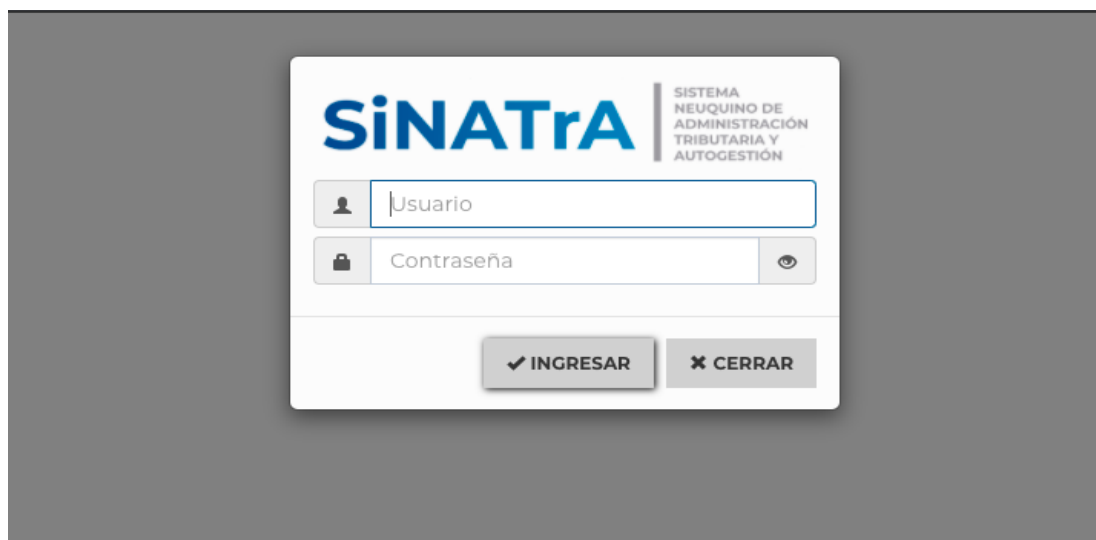 SiNATrA
SISTEMA
NEUQUINO DE
ADMINISTRACIÓN
TRIBUTARIA Y
AUTOGESTIÓN
Usuario
Contraseña
INGRESAR
CERRAR